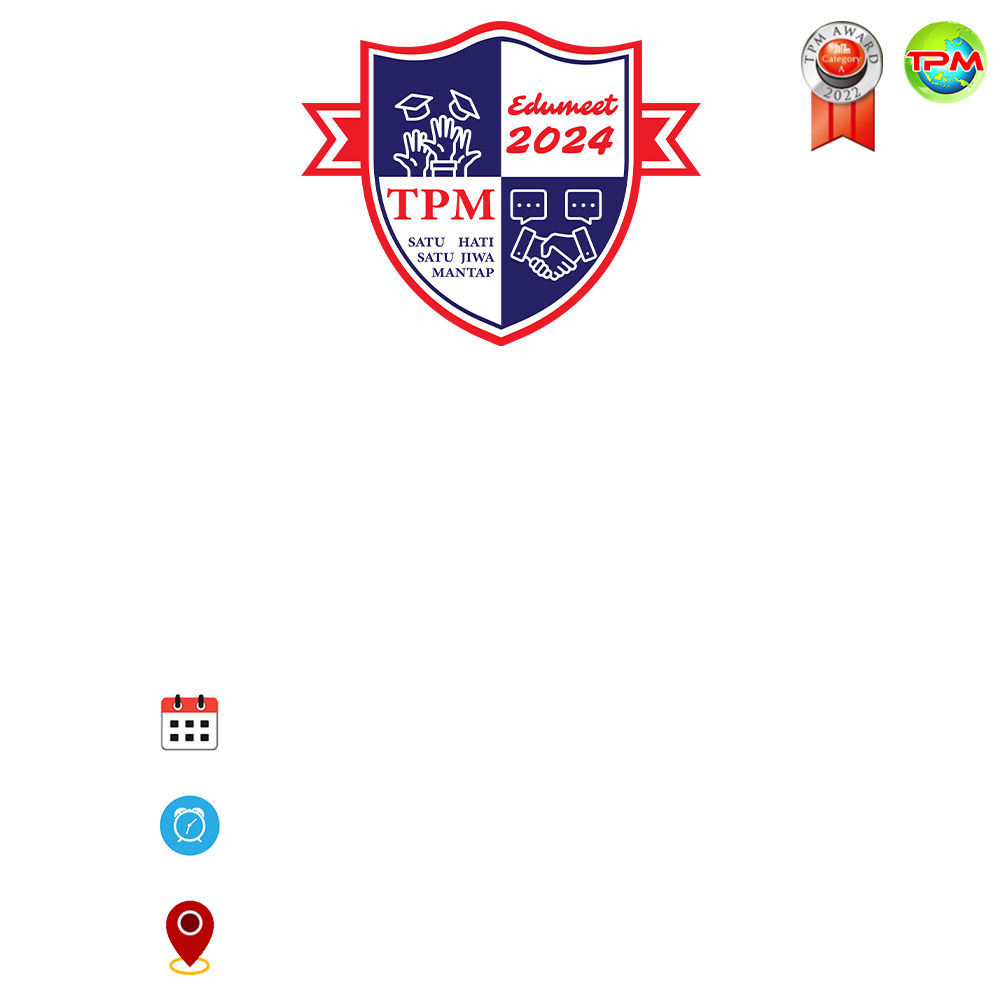 Edumeet
2024
TPM
SATU HATI
SATU JIWA
MANTAP
TPM AWARD
Category
A
2022
TPM